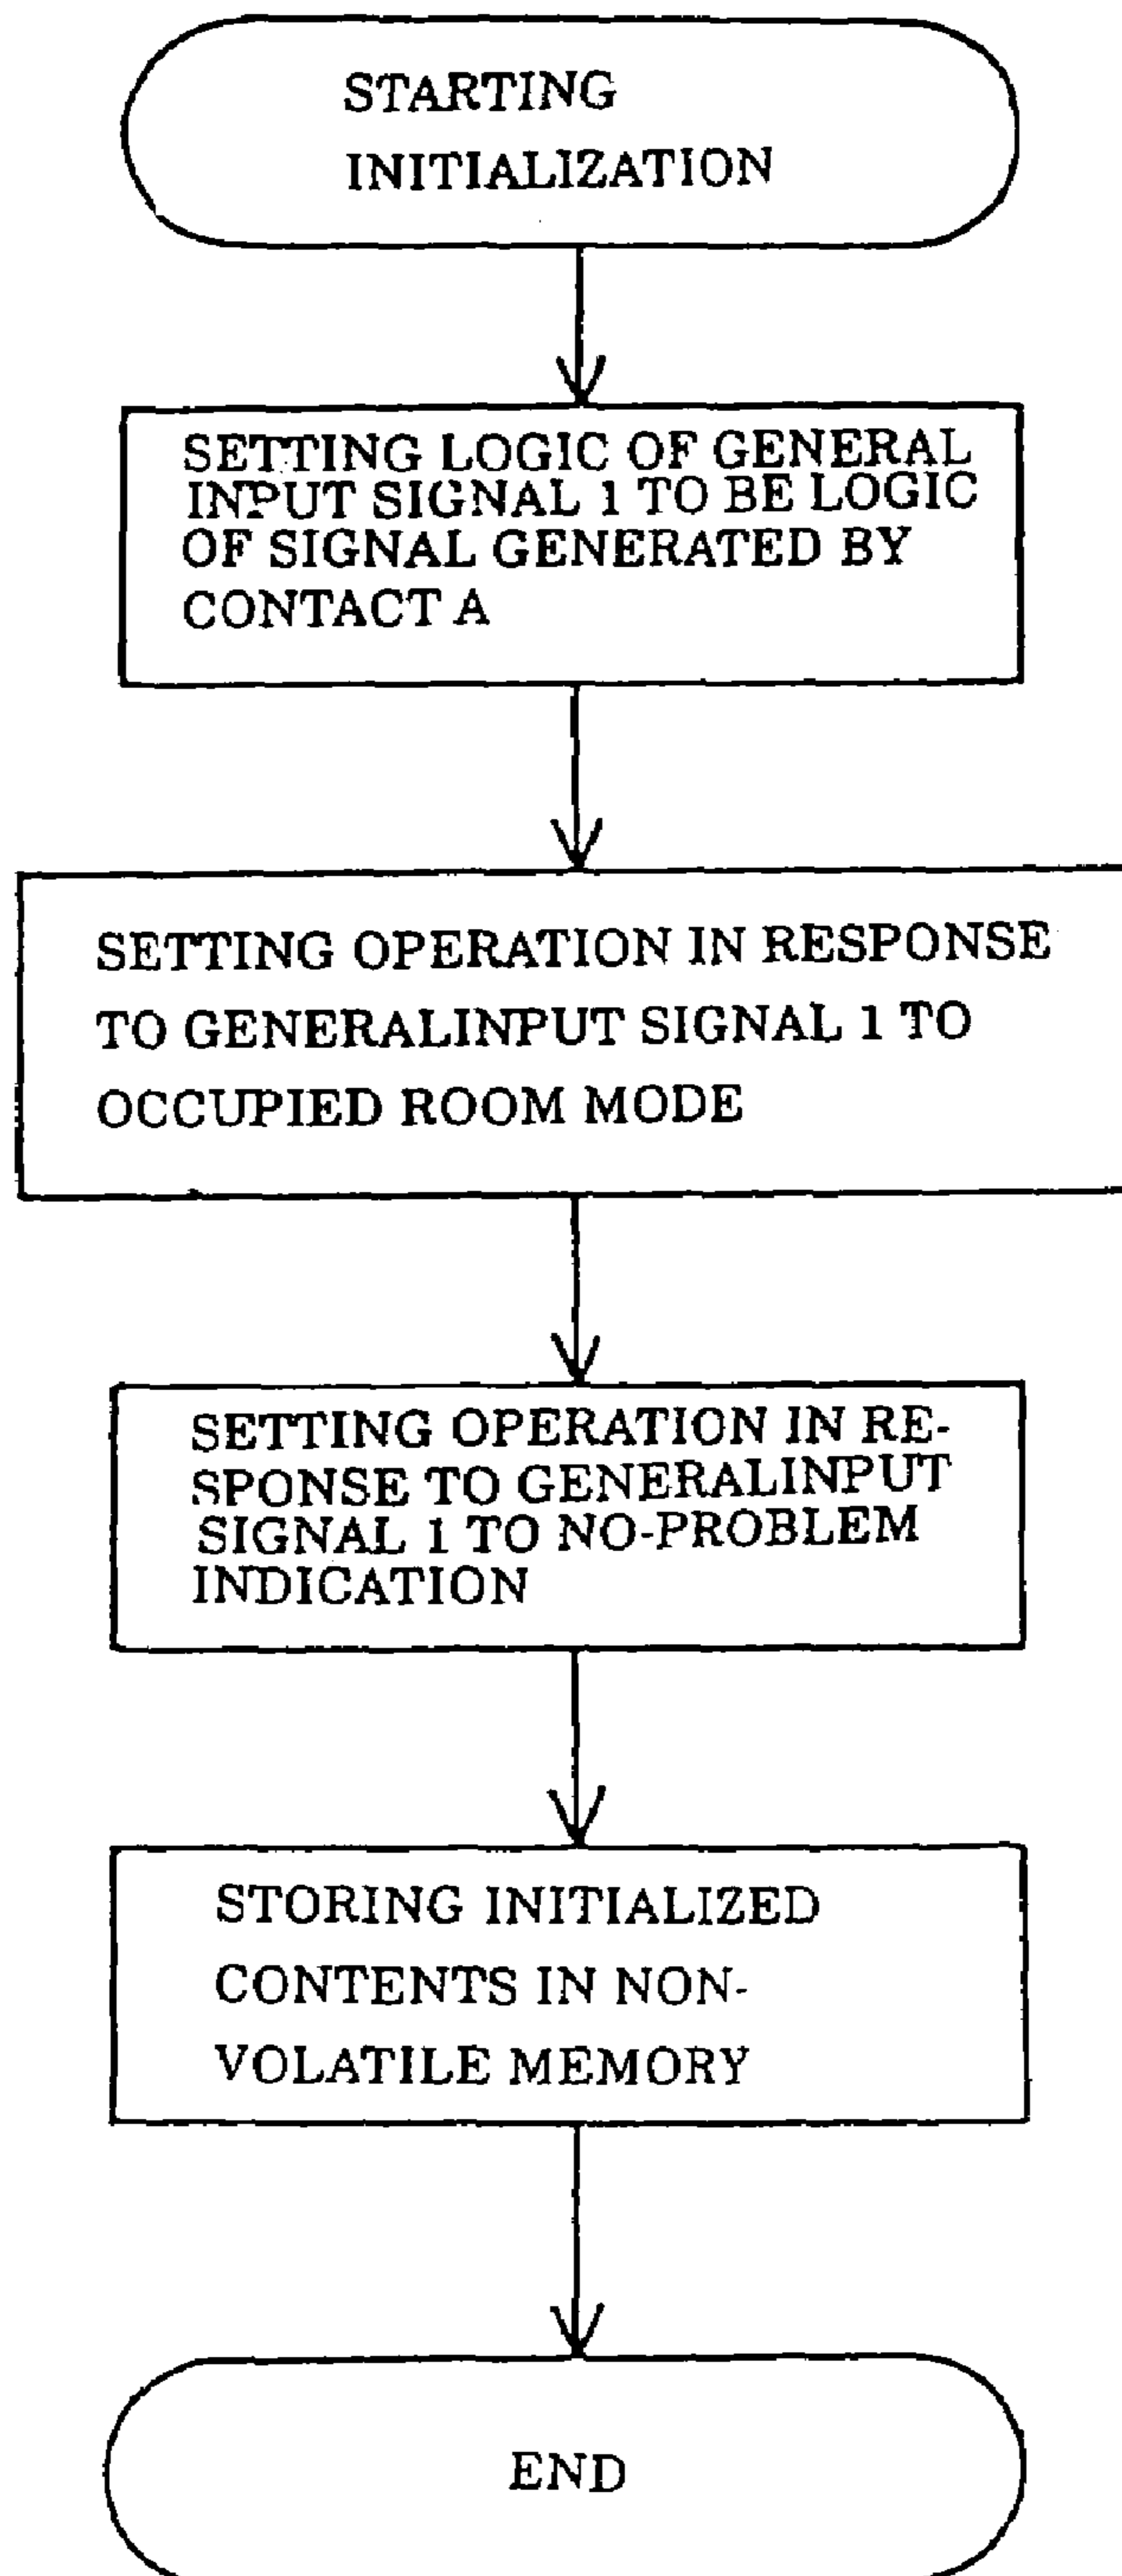 STARTING
INITIALIZATION
SETTING LOGIC OF GENERAL
INPUT SIGNAL 1 TO BE LOGIC
OF SIGNAL GENERATED BY
CONTACT A
SETTING OPERATION IN RESPONSE
TO GENERALINPUT SIGNAL 1 TO
OCCUPIED ROOM MODE
SETTING OPERATION IN RE-
SPONSE TO GENERALINPUT
SIGNAL 1 TO NO-PROBLEM
INDICATION
STORING INITIALIZED
CONTENTS IN NON-
VOLATILE MEMORY
END